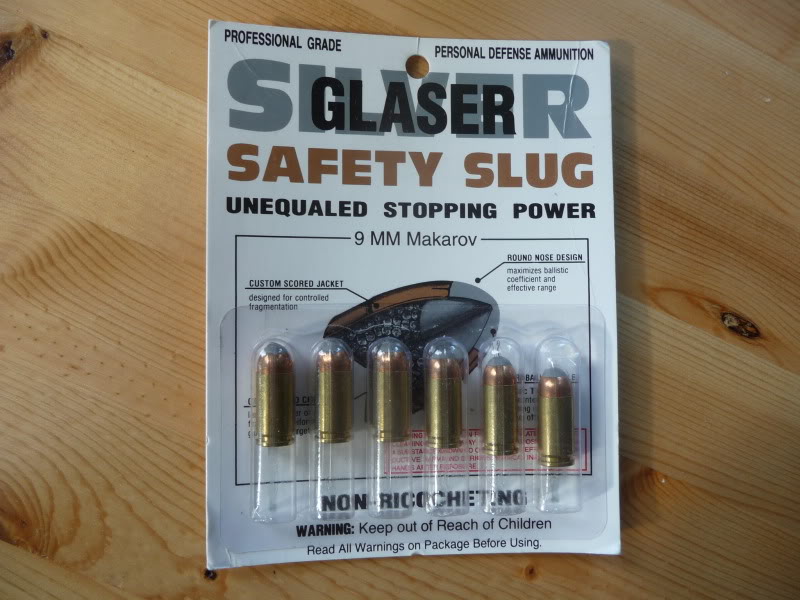 PROFESSIONAL GRADE
PERSONAL DEFENSE AMMUNITION
SILVER
GLASER
SAFETY SLUG
UNEQUALED STOPPING POWER
9 MM Makarov
ROUND NOSE DESIGN
maximizes ballistic
coefficient and
effective range
CUSTOM SCORED JACKET
designed for controlled
fragmentation
NON-RICOCHETING
WARNING: Keep out of Reach of Children
Read All Warnings on Package Before Using.